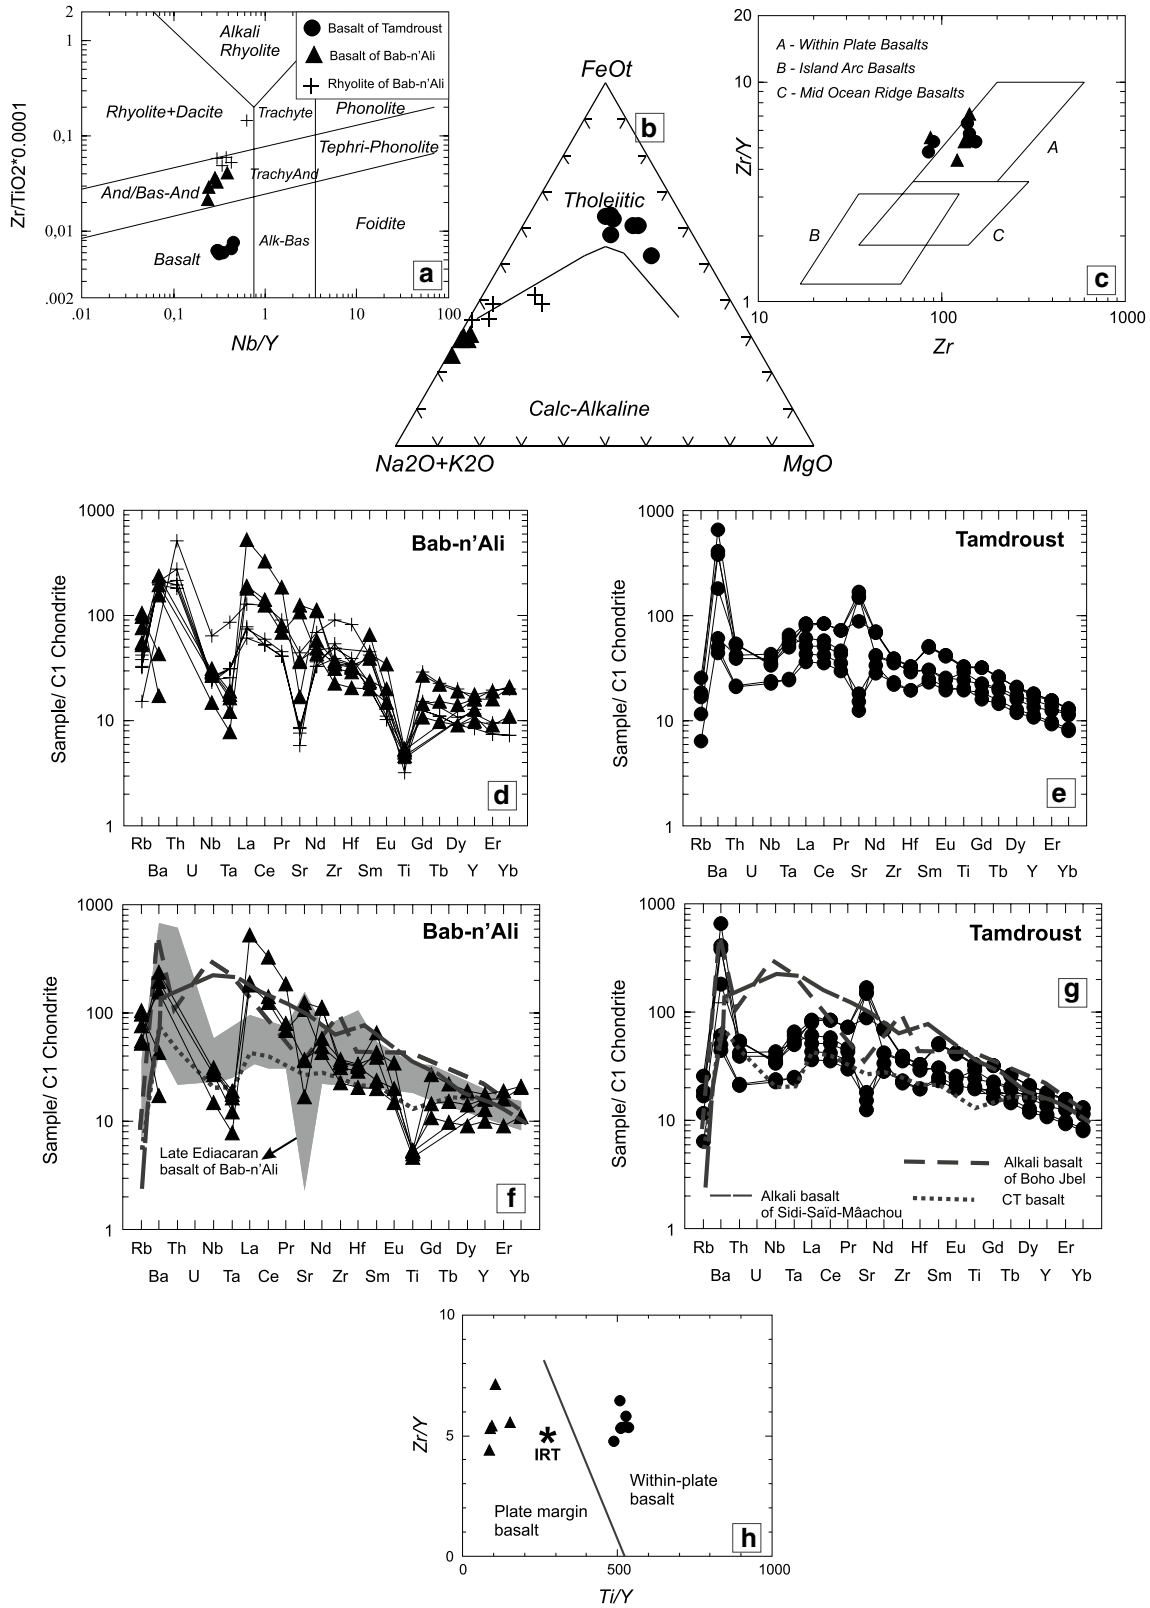 2
1
0,1
0,01
.002
.01
0,1
1
10
100
Zr/TiO2*0.0001
Nb/Y
Alkali
Rhyolite
Rhyolite+Dacite
Trachyte
Phonolite
Tephri-Phonolite
And/Bas-And
TrachyAnd
Foidite
Basalt
Alk-Bas
a
Basalt of Tamdroust
Basalt of Bab-n'Ali
Rhyolite of Bab-n'Ali
FeOt
b
Tholeiitic
Calc-Alkaline
Na2O+K2O
MgO
20
10
1
10
100
1000
Zr/Y
Zr
A - Within Plate Basalts
B - Island Arc Basalts
C - Mid Ocean Ridge Basalts
A
B
C
c
1000
100
10
1
Sample/ C1 Chondrite
Bab-n'Ali
d
Rb Th Nb La Pr Nd Hf Eu Gd Dy Er
Ba U Ta Ce Sr Zr Sm Ti Tb Y Yb
1000
100
10
1
Sample/ C1 Chondrite
Tamdroust
e
Rb Th Nb La Pr Nd Hf Eu Gd Dy Er
Ba U Ta Ce Sr Zr Sm Ti Tb Y Yb
1000
100
10
1
Sample/ C1 Chondrite
Bab-n'Ali
Late Ediacaran
basalt of Bab-n'Ali
f
Rb Th Nb La Pr Nd Hf Eu Gd Dy Er
Ba U Ta Ce Sr Zr Sm Ti Tb Y Yb
1000
100
10
1
Sample/ C1 Chondrite
Tamdroust
g
Alkali basalt
of Boho Jbel
Alkali basalt
of Sidi-Saïd-Mâachou
CT basalt
Rb Th Nb La Pr Nd Hf Eu Gd Dy Er
Ba U Ta Ce Sr Zr Sm Ti Tb Y Yb
10
5
0
0
500
1000
Zr/Y
Ti/Y
*
IRT
Within-plate
basalt
Plate margin
basalt
h